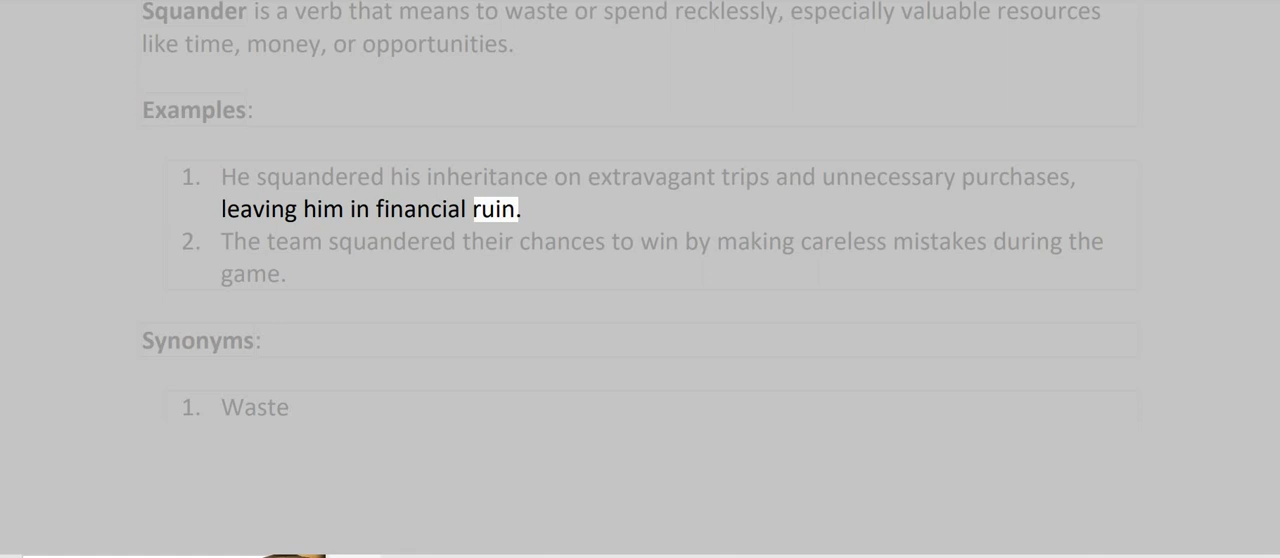 Squander is a verb that means to waste or spend recklessly, especially valuable resources
like time, money, or opportunities.
Examples:
1. He squandered his inheritance on extravagant trips and unnecessary purchases,
leaving him in financial ruin.
2. The team squandered their chances to win by making careless mistakes during the
game.
Synonyms:
1. Waste